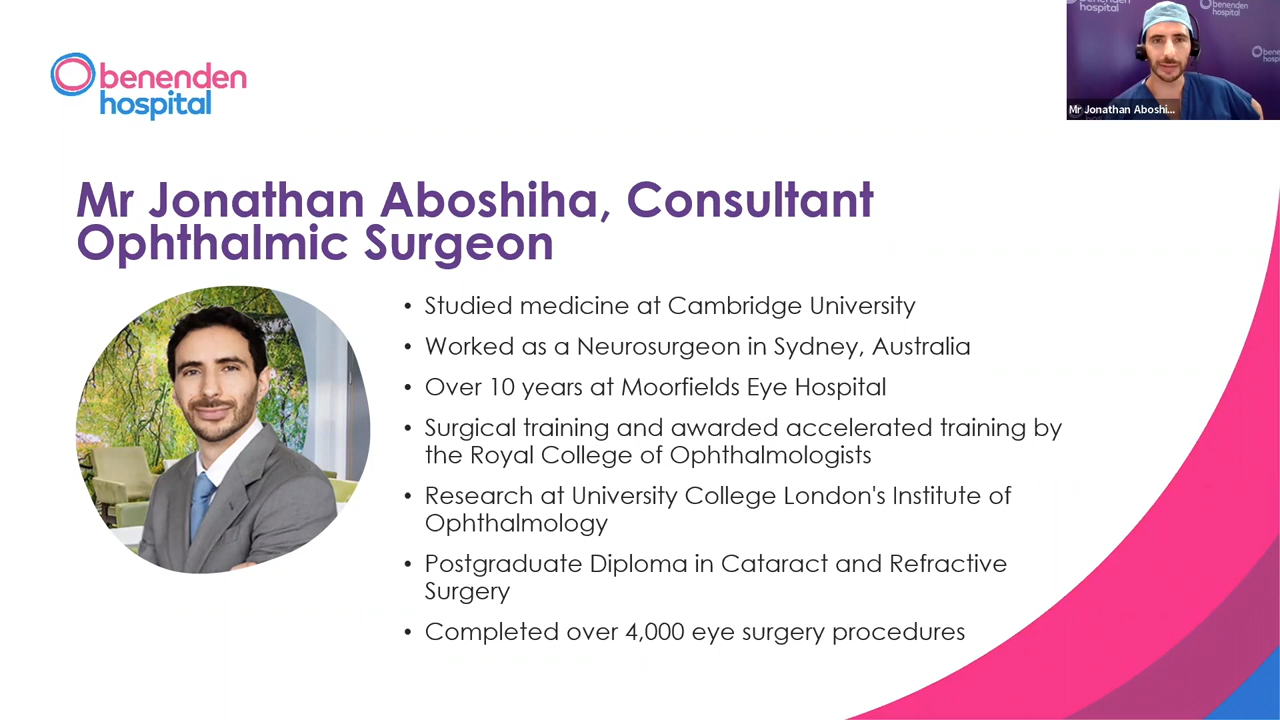 benenden
hospital
hospital
benenden
hospital
Mr Jonathan Aboshi...
Mr Jonathan Aboshiha, Consultant
Ophthalmic Surgeon
• Studied medicine at Cambridge University
• Worked as a Neurosurgeon in Sydney, Australia
• Over 10 years at Moorfields Eye Hospital
• Surgical training and awarded accelerated training by
the Royal College of Ophthalmologists
• Research at University College London's Institute of
Ophthalmology
• Postgraduate Diploma in Cataract and Refractive
Surgery
• Completed over 4,000 eye surgery procedures